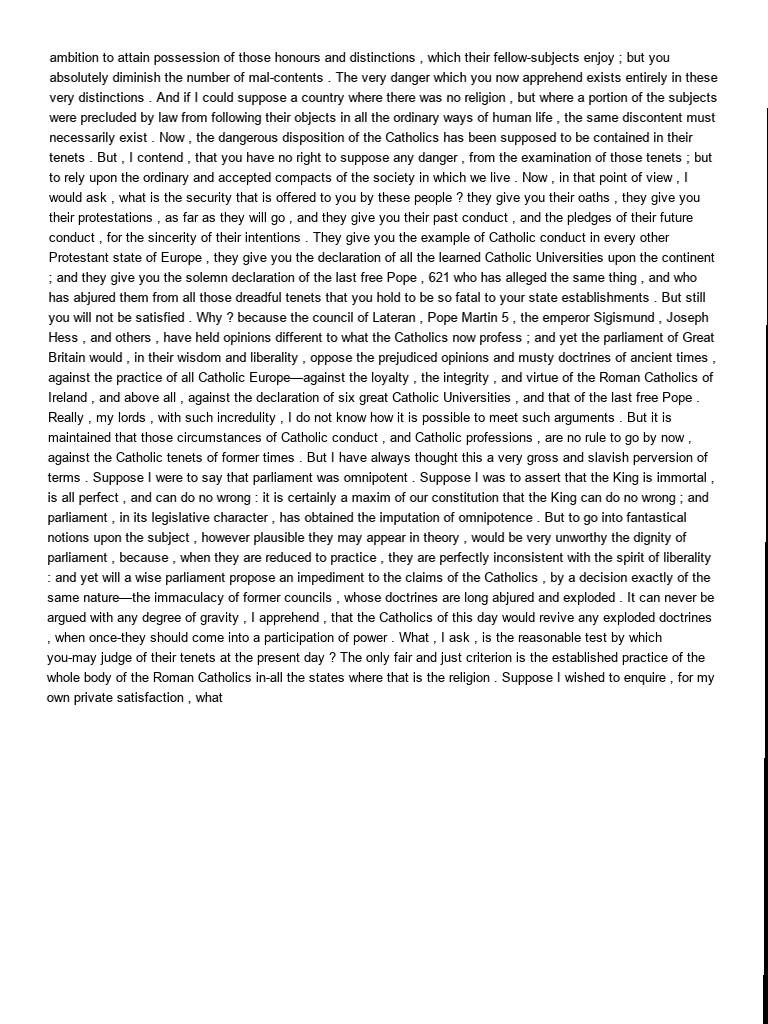 ambition to attain possession of those honours and distinctions , which their fellow-subjects enjoy ; but you
absolutely diminish the number of mal-contents . The very danger which you now apprehend exists entirely in these
very distinctions . And if I could suppose a country where there was no religion , but where a portion of the subjects
were precluded by law from following their objects in all the ordinary ways of human life , the same discontent must
necessarily exist . Now , the dangerous disposition of the Catholics has been supposed to be contained in their
tenets . But , I contend , that you have no right to suppose any danger , from the examination of those tenets ; but
to rely upon the ordinary and accepted compacts of the society in which we live . Now , in that point of view , I
would ask , what is the security that is offered to you by these people ? they give you their oaths , they give you
their protestations , as far as they will go , and they give you their past conduct , and the pledges of their future
conduct , for the sincerity of their intentions . They give you the example of Catholic conduct in every other
Protestant state of Europe , they give you the declaration of all the learned Catholic Universities upon the continent
; and they give you the solemn declaration of the last free Pope , 621 who has alleged the same thing , and who
has abjured them from all those dreadful tenets that you hold to be so fatal to your state establishments . But still
you will not be satisfied . Why ? because the council of Lateran , Pope Martin 5 , the emperor Sigismund , Joseph
Hess , and others , have held opinions different to what the Catholics now profess ; and yet the parliament of Great
Britain would , in their wisdom and liberality , oppose the prejudiced opinions and musty doctrines of ancient times ,
against the practice of all Catholic Europe—against the loyalty , the integrity , and virtue of the Roman Catholics of
Ireland , and above all , against the declaration of six great Catholic Universities , and that of the last free Pope .
Really , my lords , with such incredulity , I do not know how it is possible to meet such arguments . But it is
maintained that those circumstances of Catholic conduct , and Catholic professions , are no rule to go by now ,
against the Catholic tenets of former times . But I have always thought this a very gross and slavish perversion of
terms . Suppose I were to say that parliament was omnipotent . Suppose I was to assert that the King is immortal ,
is all perfect , and can do no wrong : it is certainly a maxim of our constitution that the King can do no wrong ; and
parliament , in its legislative character , has obtained the imputation of omnipotence . But to go into fantastical
notions upon the subject , however plausible they may appear in theory , would be very unworthy the dignity of
parliament , because , when they are reduced to practice , they are perfectly inconsistent with the spirit of liberality
: and yet will a wise parliament propose an impediment to the claims of the Catholics , by a decision exactly of the
same nature—the immaculacy of former councils , whose doctrines are long abjured and exploded . It can never be
argued with any degree of gravity , I apprehend , that the Catholics of this day would revive any exploded doctrines
, when once-they should come into a participation of power . What , I ask , is the reasonable test by which
you-may judge of their tenets at the present day ? The only fair and just criterion is the established practice of the
whole body of the Roman Catholics in-all the states where that is the religion . Suppose I wished to enquire , for my
own private satisfaction , what